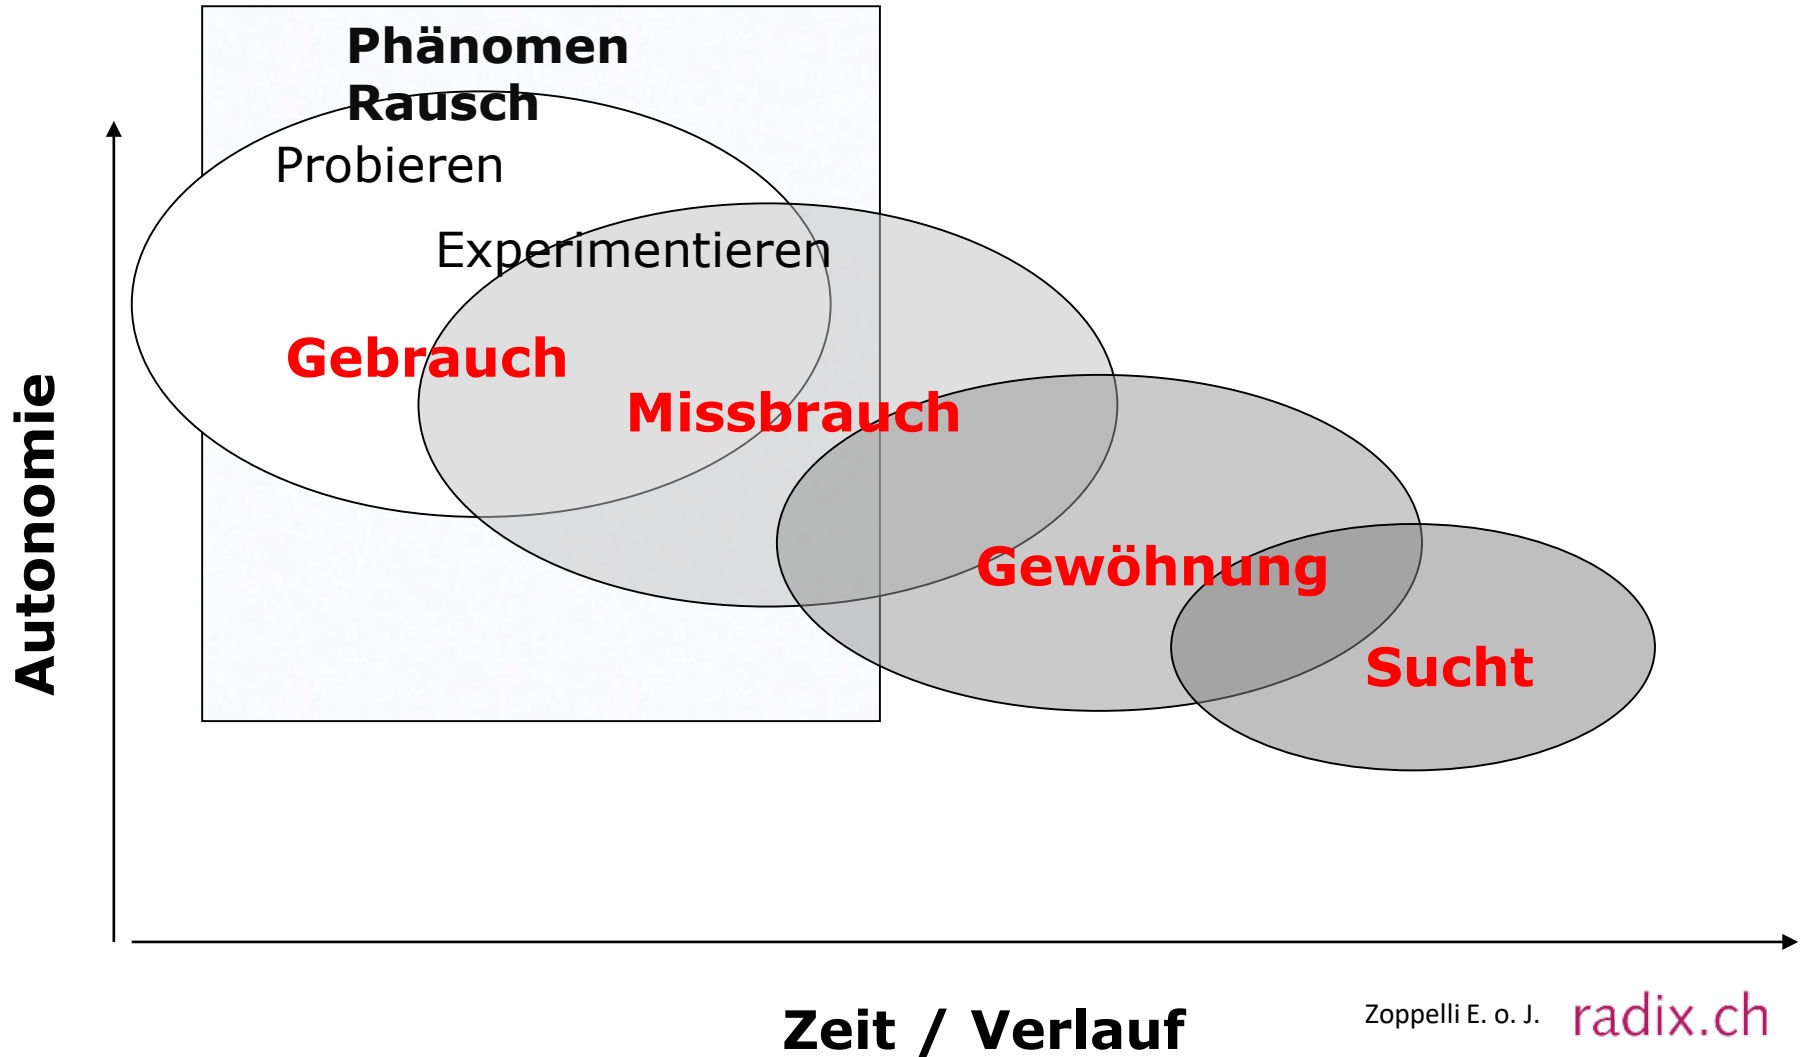 Phänomen
Rausch
Probieren
Experimentieren
Gebrauch
Missbrauch
Gewöhnung
Sucht
Autonomie
Zeit / Verlauf
Zoppelli E. o. J.
radix.ch